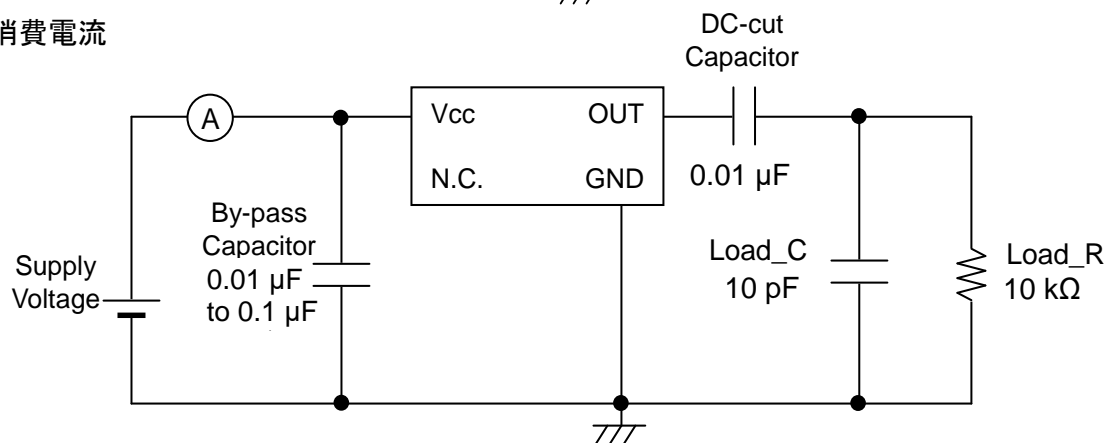 消費電流
DC-cut
Capacitor
A
Vcc
OUT
N.C.
GND
0.01 µF
By-pass
Capacitor
0.01 µF
to 0.1 µF
Supply
Voltage
Load_C
10 pF
Load_R
10 kΩ